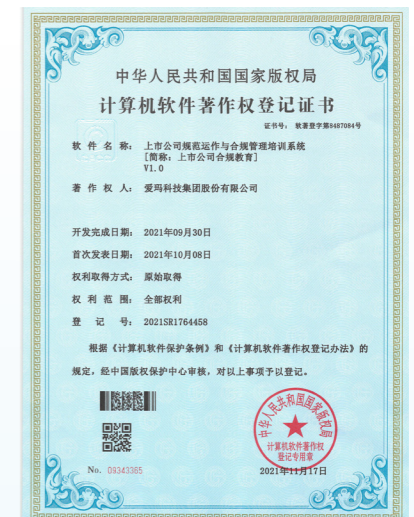 中华人民共和国国家版权局
计算机软件著作权登记证书
证书号： 软著登字第8487084号
软 件 名 称： 上市公司规范运作与合规管理培训系统
[简称：上市公司合规教育]
V1.0
著 作 权 人： 爱玛科技集团股份有限公司
开发完成日期： 2021年09月30日
首次发表日期： 2021年10月08日
权利取得方式： 原始取得
权 利 范 围： 全部权利
登 记 号： 2021SR1764458
根据《计算机软件保护条例》和《计算机软件著作权登记办法》的
规定，经中国版权保护中心审核，对以上事项予以登记。
中华人民共和国国家版权局
计算机软件著作权
登记专用章
No. 09343365
2021年11月17日